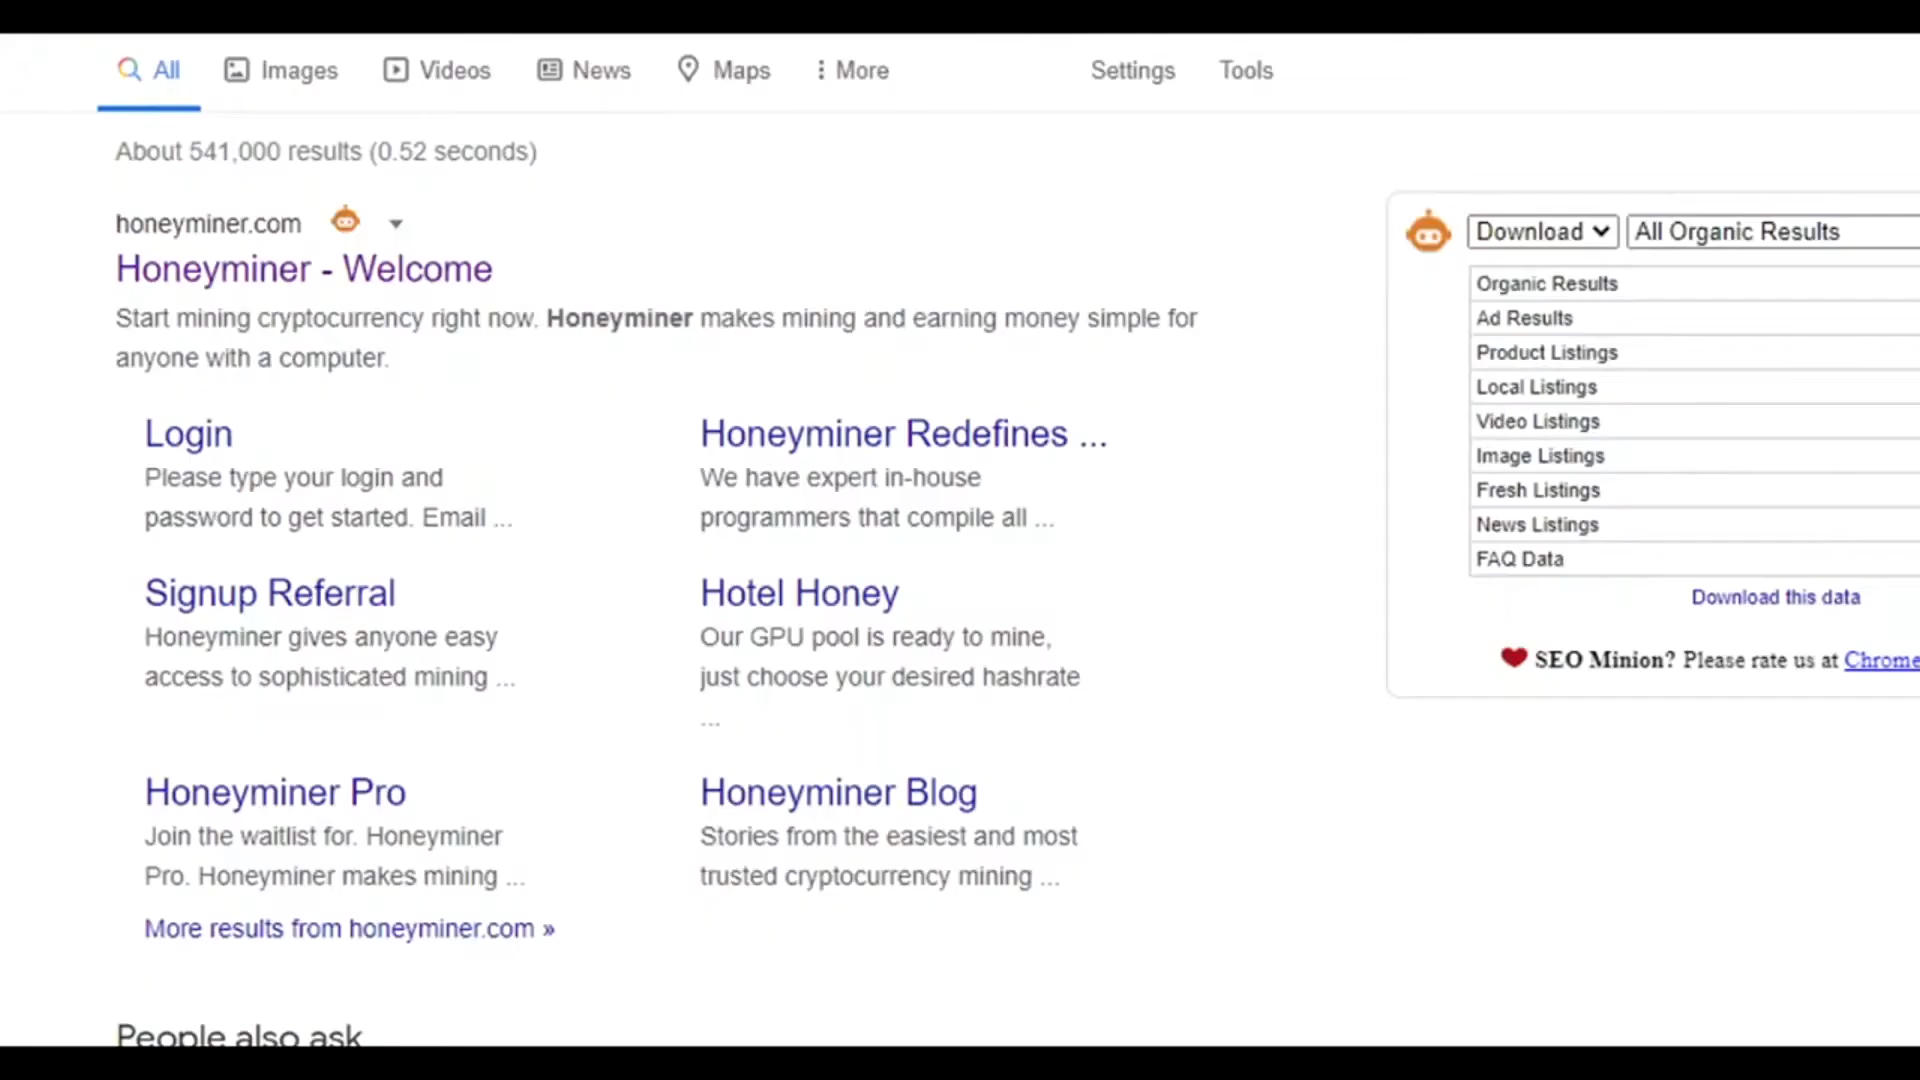 All Images Videos News Maps More Settings Tools
About 541,000 results (0.52 seconds)
honeyminer.com
Honeyminer - Welcome
Start mining cryptocurrency right now. Honeyminer makes mining and earning money simple for
anyone with a computer.
Login
Please type your login and
password to get started. Email ...
Honeyminer Redefines ...
We have expert in-house
programmers that compile all ...
Signup Referral
Honeyminer gives anyone easy
access to sophisticated mining ...
Hotel Honey
Our GPU pool is ready to mine,
just choose your desired hashrate
...
Honeyminer Pro
Join the waitlist for. Honeyminer
Pro. Honeyminer makes mining ...
Honeyminer Blog
Stories from the easiest and most
trusted cryptocurrency mining ...
More results from honeyminer.com »
People also ask
Download All Organic Results
Organic Results
Ad Results
Product Listings
Local Listings
Video Listings
Image Listings
Fresh Listings
News Listings
FAQ Data
Download this data
SEO Minion? Please rate us at Chrome